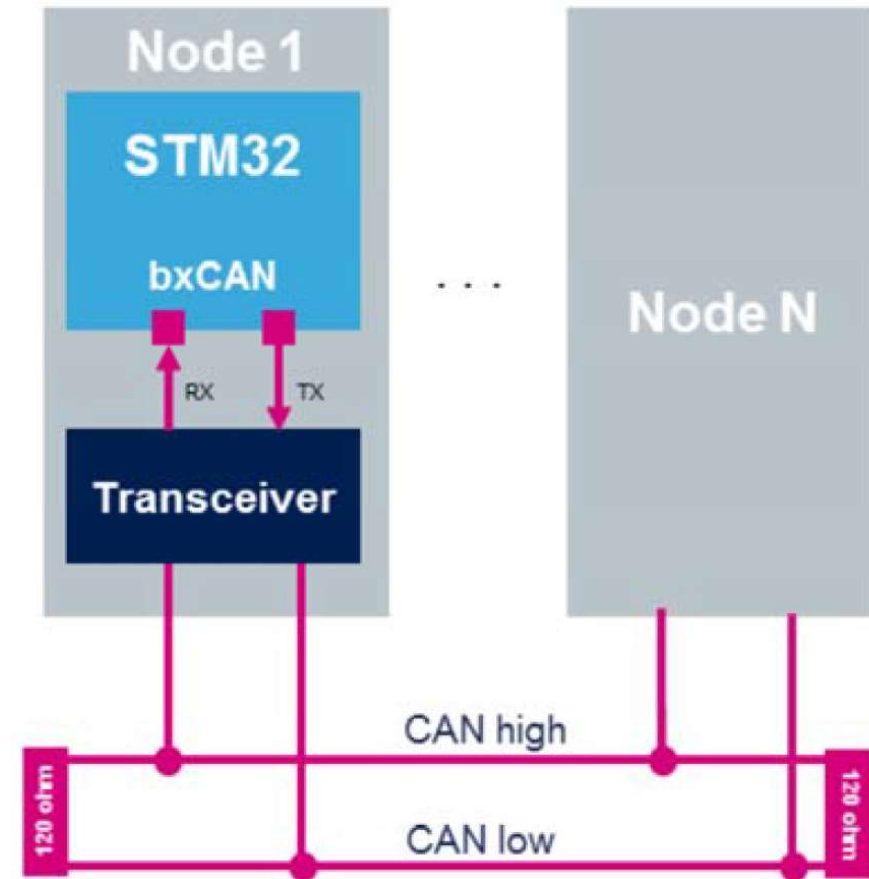 Node 1
STM32
bxCAN
RX
TX
Transceiver
. . .
Node N
CAN high
120 ohm
120 ohm
CAN low